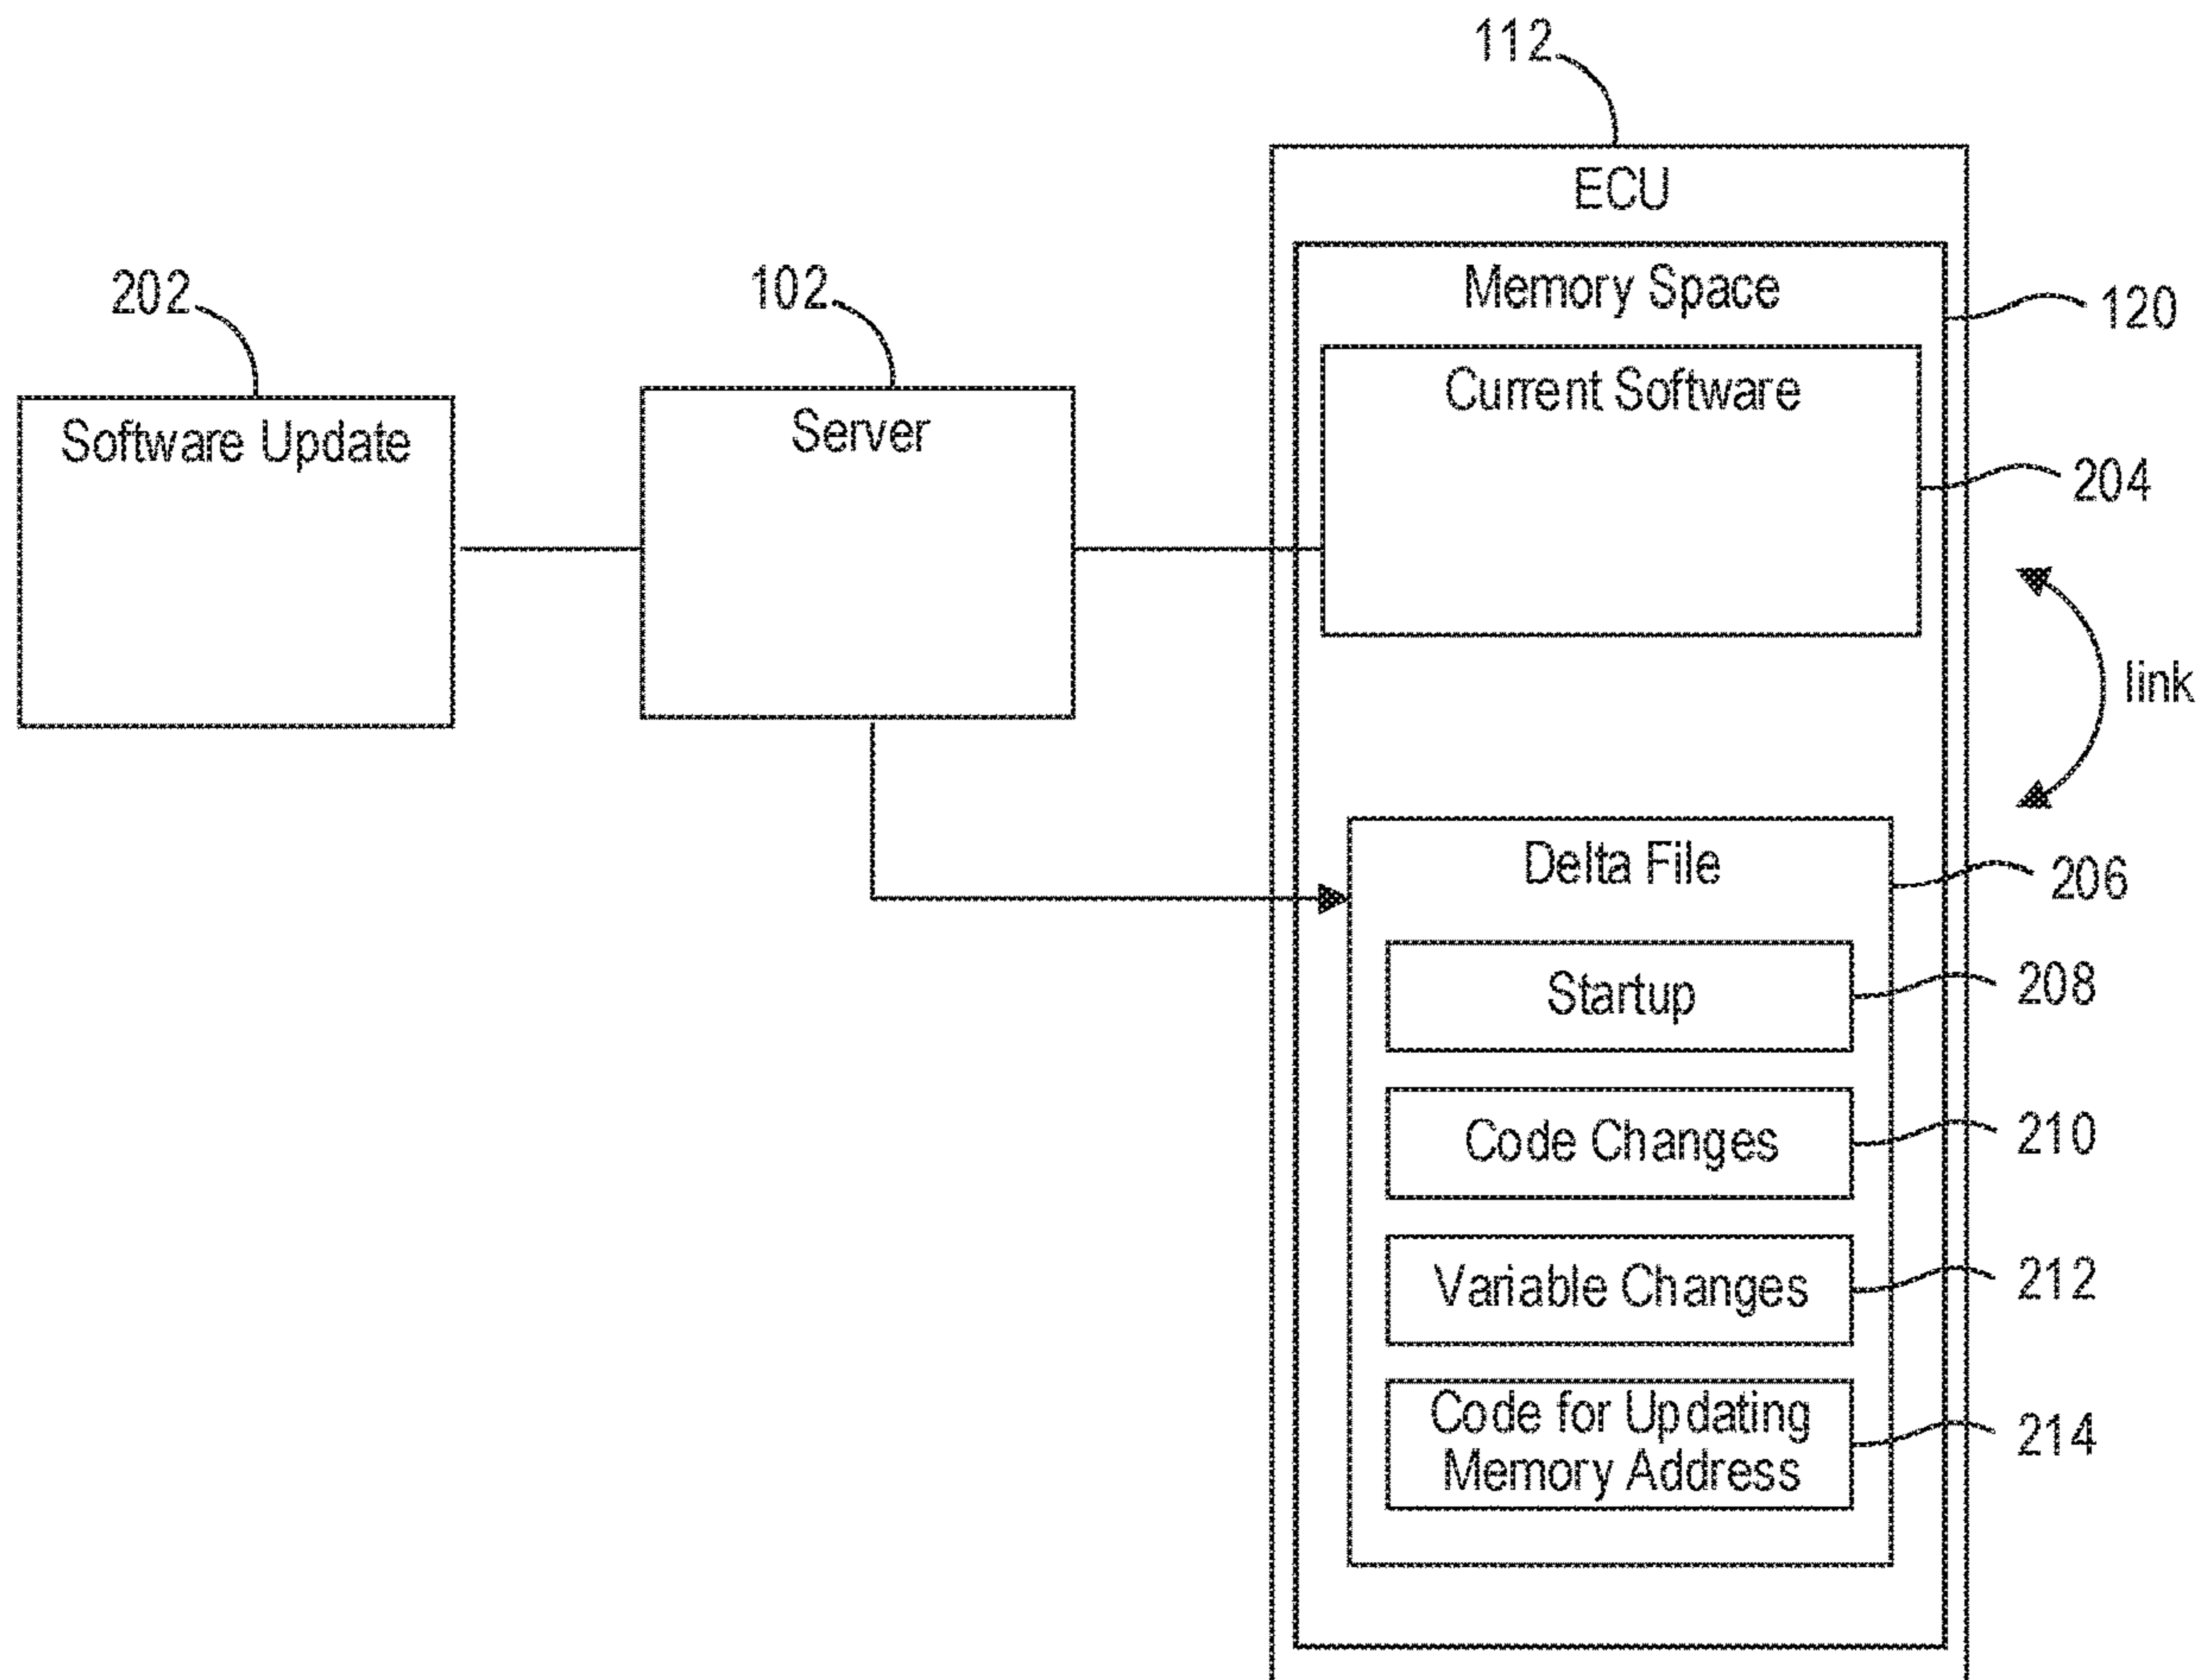 112
ECU
202
102
Memory Space
120
Software Update
Server
Current Software
204
link
Delta File
206
Startup
208
Code Changes
210
Variable Changes
212
Code for Updating
Memory Address
214